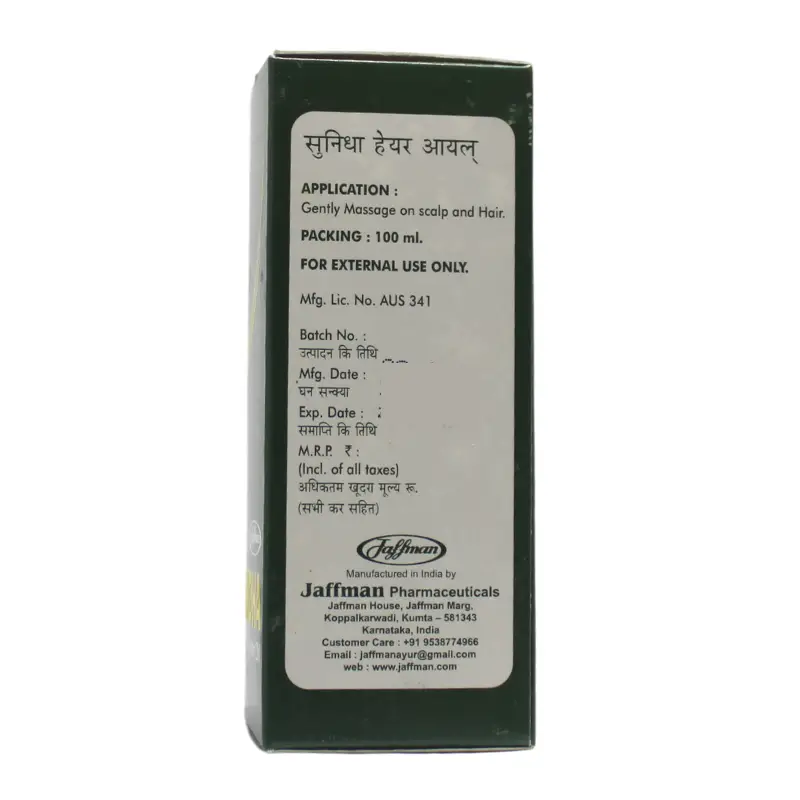 सुनिधा हेयर आयल्
APPLICATION :
Gently Massage on scalp and Hair.
PACKING : 100 ml.
FOR EXTERNAL USE ONLY.
Mfg. Lic. No. AUS 341
Batch No. :
उत्पादन कि तिथि
Mfg. Date :
घन सन्क्या
Exp. Date :
समाप्ति कि तिथि
M.R.P. ₹ :
(Incl. of all taxes)
अधिकतम खूदरा मूल्य रू.
(सभी कर सहित)
Jaffman
Manufactured in India by
Jaffman Pharmaceuticals
Jaffman House, Jaffman Marg,
Koppalkarwadi, Kumta – 581343
Karnataka, India
Customer Care : +91 9538774966
Email : jaffmanayur@gmail.com
web : www.jaffman.com